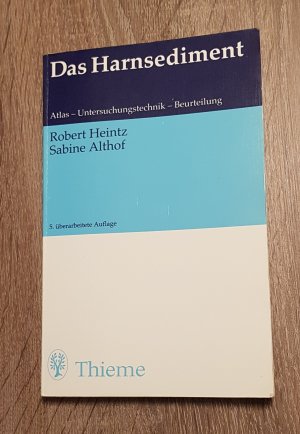 Das Harnsediment
Atlas – Untersuchungstechnik – Beurteilung
Robert Heintz
Sabine Althof
5. überarbeitete Auflage
Thieme